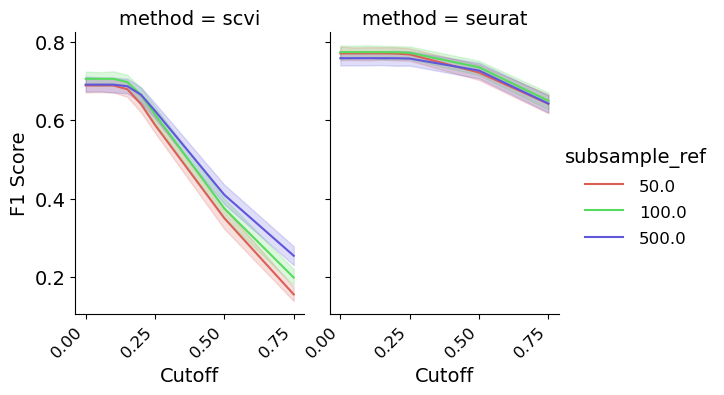 method = scvi
method = seurat
F1 Score
0.8
0.6
0.4
0.2
0.00
0.25
0.50
0.75
Cutoff
0.00
0.25
0.50
0.75
Cutoff
subsample_ref
50.0
100.0
500.0